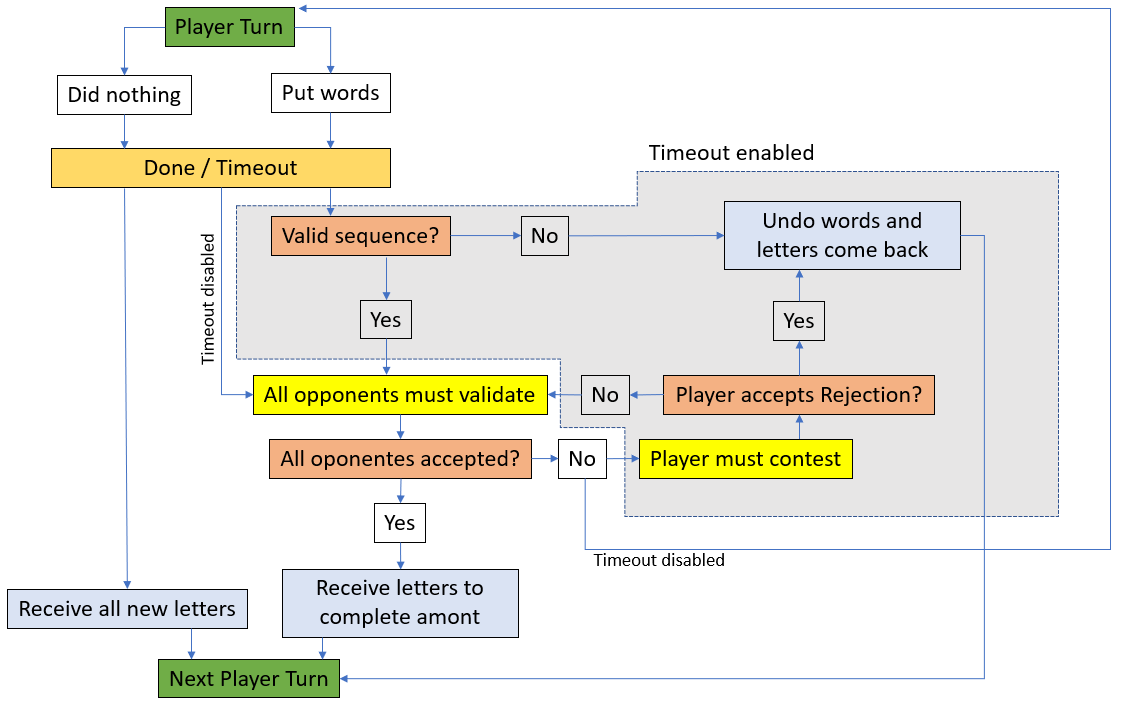 Player Turn
Did nothing
Put words
Done / Timeout
Timeout enabled
Valid sequence?
No
Undo words and
letters come back
Timeout disabled
Yes
Yes
All opponents must validate
No
Player accepts Rejection?
All oponentes accepted?
No
Player must contest
Yes
Timeout disabled
Receive all new letters
Receive letters to
complete amont
Next Player Turn